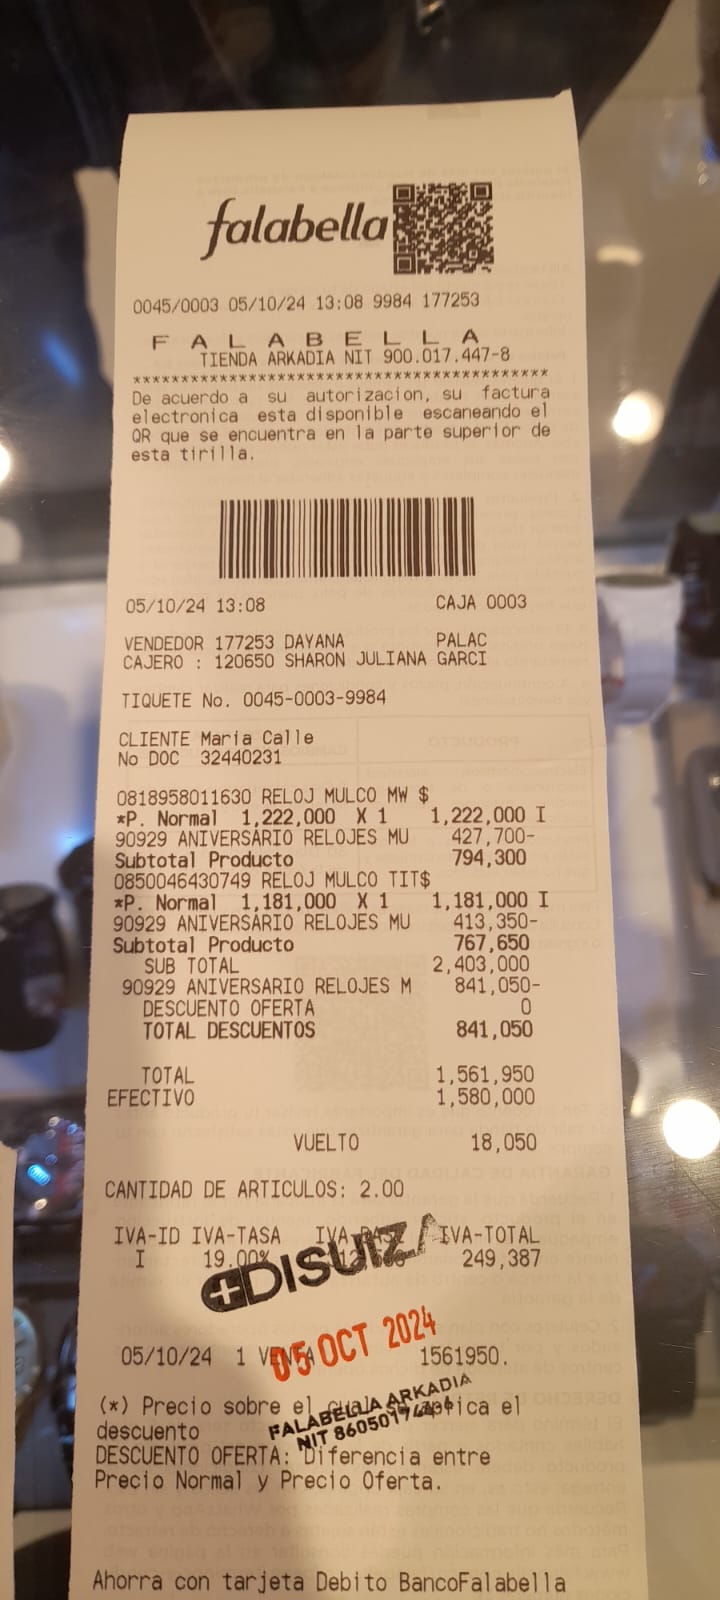 falabella
0045/0003 05/10/24 13:08 9984 177253
F A L A B E L L A
TIENDA ARKADIA NIT 900.017.447-8
******************************************
De acuerdo a su autorizacion, su factura
electronica esta disponible escaneando el
QR que se encuentra en la parte superior de
esta tirilla.
05/10/24 13:08 CAJA 0003
VENDEDOR 177253 DAYANA PALAC
CAJERO : 120650 SHARON JULIANA GARCI
TIQUETE No. 0045-0003-9984
CLIENTE Maria Calle
No DOC 32440231
0818958011630 RELOJ MULCO MW $
*P. Normal 1,222,000 X 1 1,222,000 I
90929 ANIVERSARIO RELOJES MU 427,700-
Subtotal Producto 794,300
0850046430749 RELOJ MULCO TIT$
*P. Normal 1,181,000 X 1 1,181,000 I
90929 ANIVERSARIO RELOJES MU 413,350-
Subtotal Producto 767,650
SUB TOTAL 2,403,000
90929 ANIVERSARIO RELOJES M 841,050-
DESCUENTO OFERTA 0
TOTAL DESCUENTOS 841,050
TOTAL 1,561,950
EFECTIVO 1,580,000
VUELTO 18,050
CANTIDAD DE ARTICULOS: 2.00
IVA-ID IVA-TASA IVA-BASE IVA-TOTAL
I 19.00% 249,387
DISUIZA
05 OCT 2024
05/10/24 1 VENTA 1561950.
FALABELLA ARKADIA
(*) Precio sobre el cual se aplica el
descuento
DESCUENTO OFERTA: Diferencia entre
Precio Normal y Precio Oferta.
Ahorra con tarjeta Debito BancoFalabella